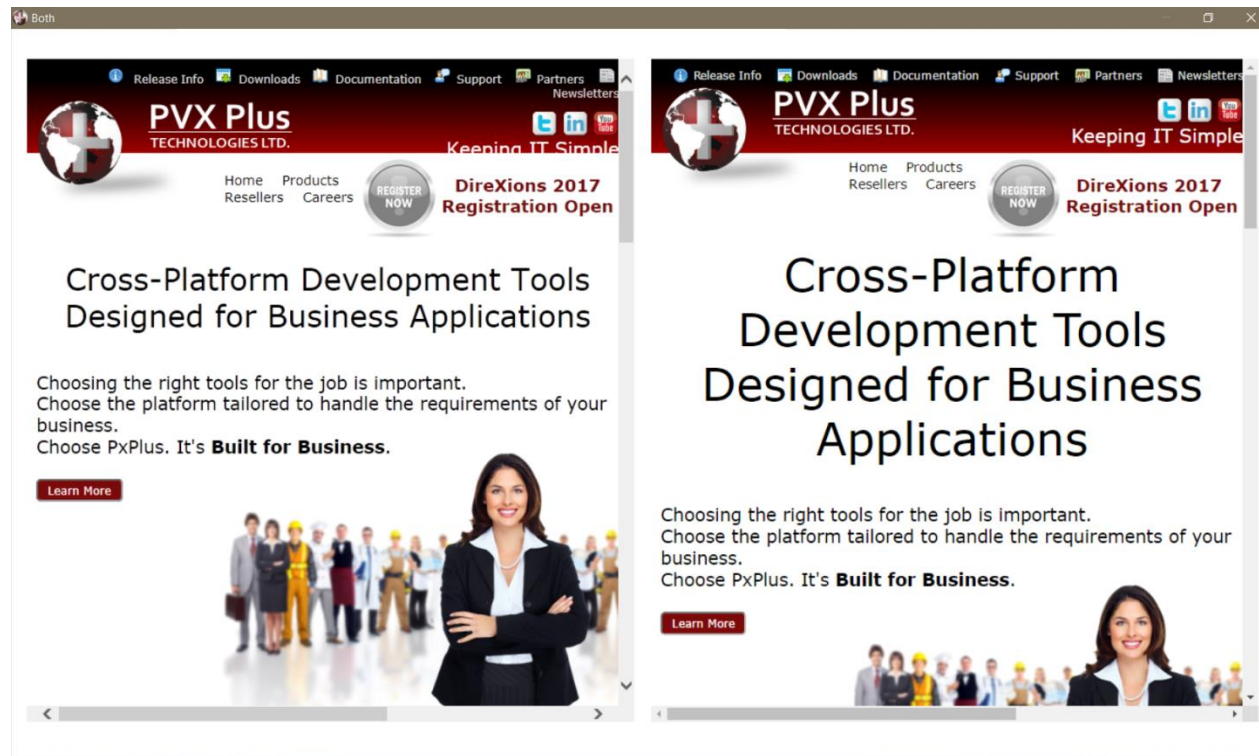 Both
Release Info Downloads Documentation Support Partners
Newsletters
PVX Plus
TECHNOLOGIES LTD.
Keeping IT Simple
Home Products
Resellers Careers
REGISTER
NOW
DireXions 2017
Registration Open
Cross-Platform Development Tools
Designed for Business Applications
Choosing the right tools for the job is important.
Choose the platform tailored to handle the requirements of your
business.
Choose PxPlus. It's Built for Business.
Learn More
Release Info Downloads Documentation Support Partners Newsletters
PVX Plus
TECHNOLOGIES LTD.
Keeping IT Simple
Home Products
Resellers Careers
REGISTER
NOW
DireXions 2017
Registration Open
Cross-Platform
Development Tools
Designed for Business
Applications
Choosing the right tools for the job is important.
Choose the platform tailored to handle the requirements of your
business.
Choose PxPlus. It's Built for Business.
Learn More